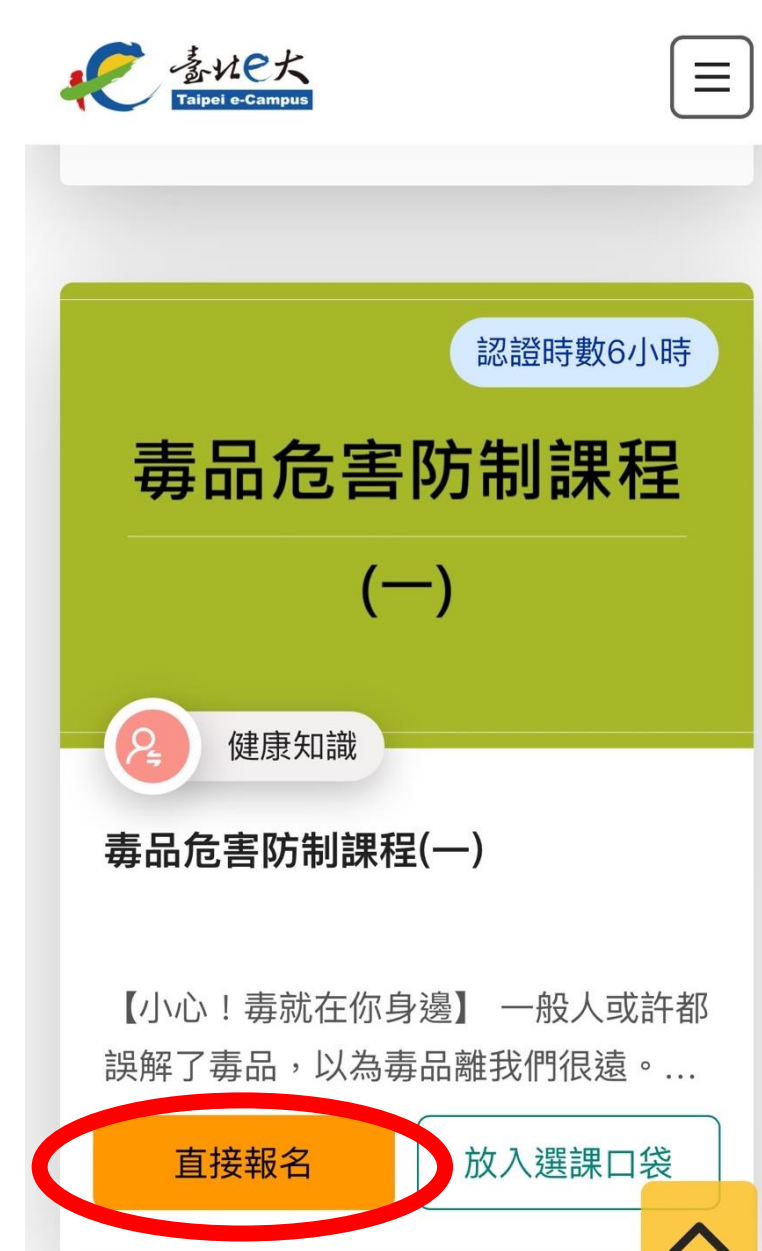 臺北e大
Taipei e-Campus
認證時數6小時
毒品危害防制課程
(一)
健康知識
毒品危害防制課程(一)
【小心！毒就在你身邊】 一般人或許都
誤解了毒品，以為毒品離我們很遠。…
直接報名
放入選課口袋